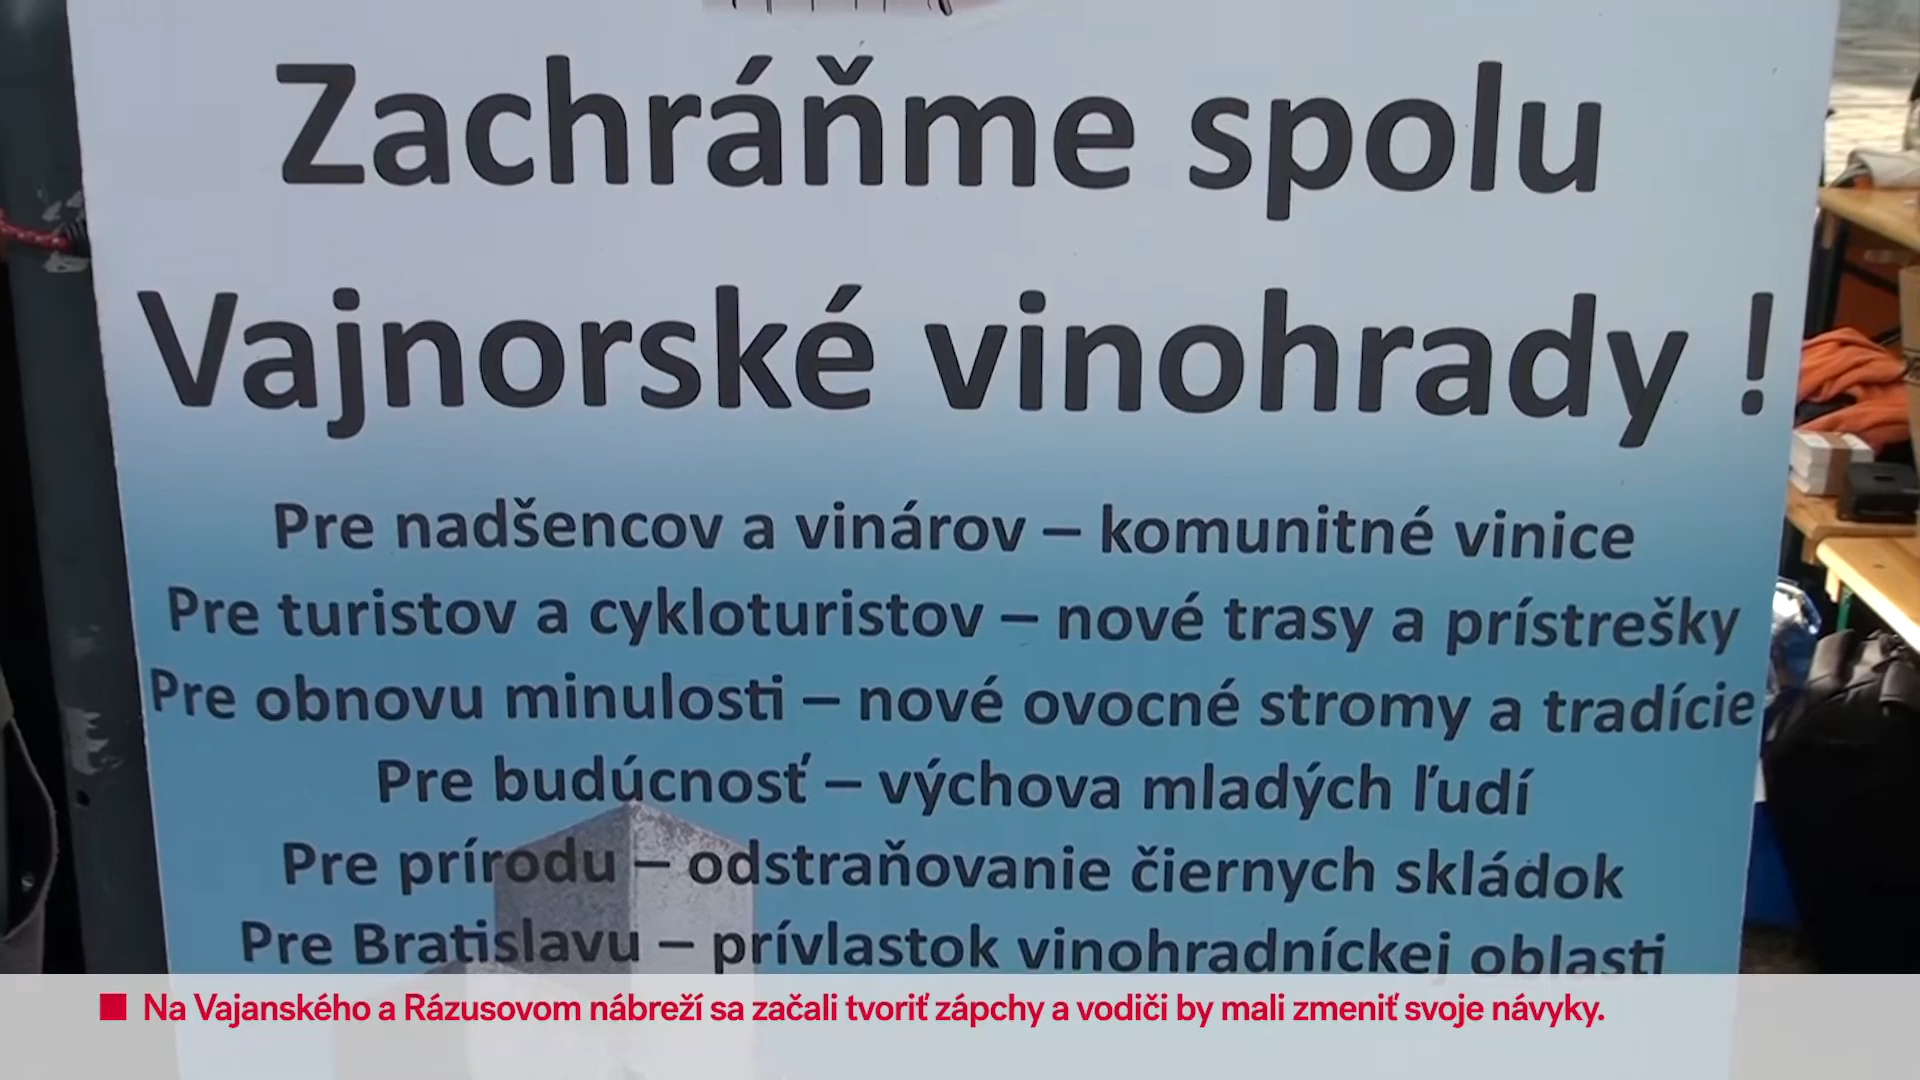 Zachráňme spolu
Vajnorské vinohrady !
Pre nadšencov a vinárov – komunitné vinice
Pre turistov a cykloturistov – nové trasy a prístrešky
Pre obnovu minulosti – nové ovocné stromy a tradície
Pre budúcnosť – výchova mladých ľudí
Pre prírodu – odstraňovanie čiernych skládok
Pre Bratislavu – prívlastok vinohradníckej oblasti
Na Vajanského a Rázusovom nábreží sa začali tvoriť zápchy a vodiči by mali zmeniť svoje návyky.